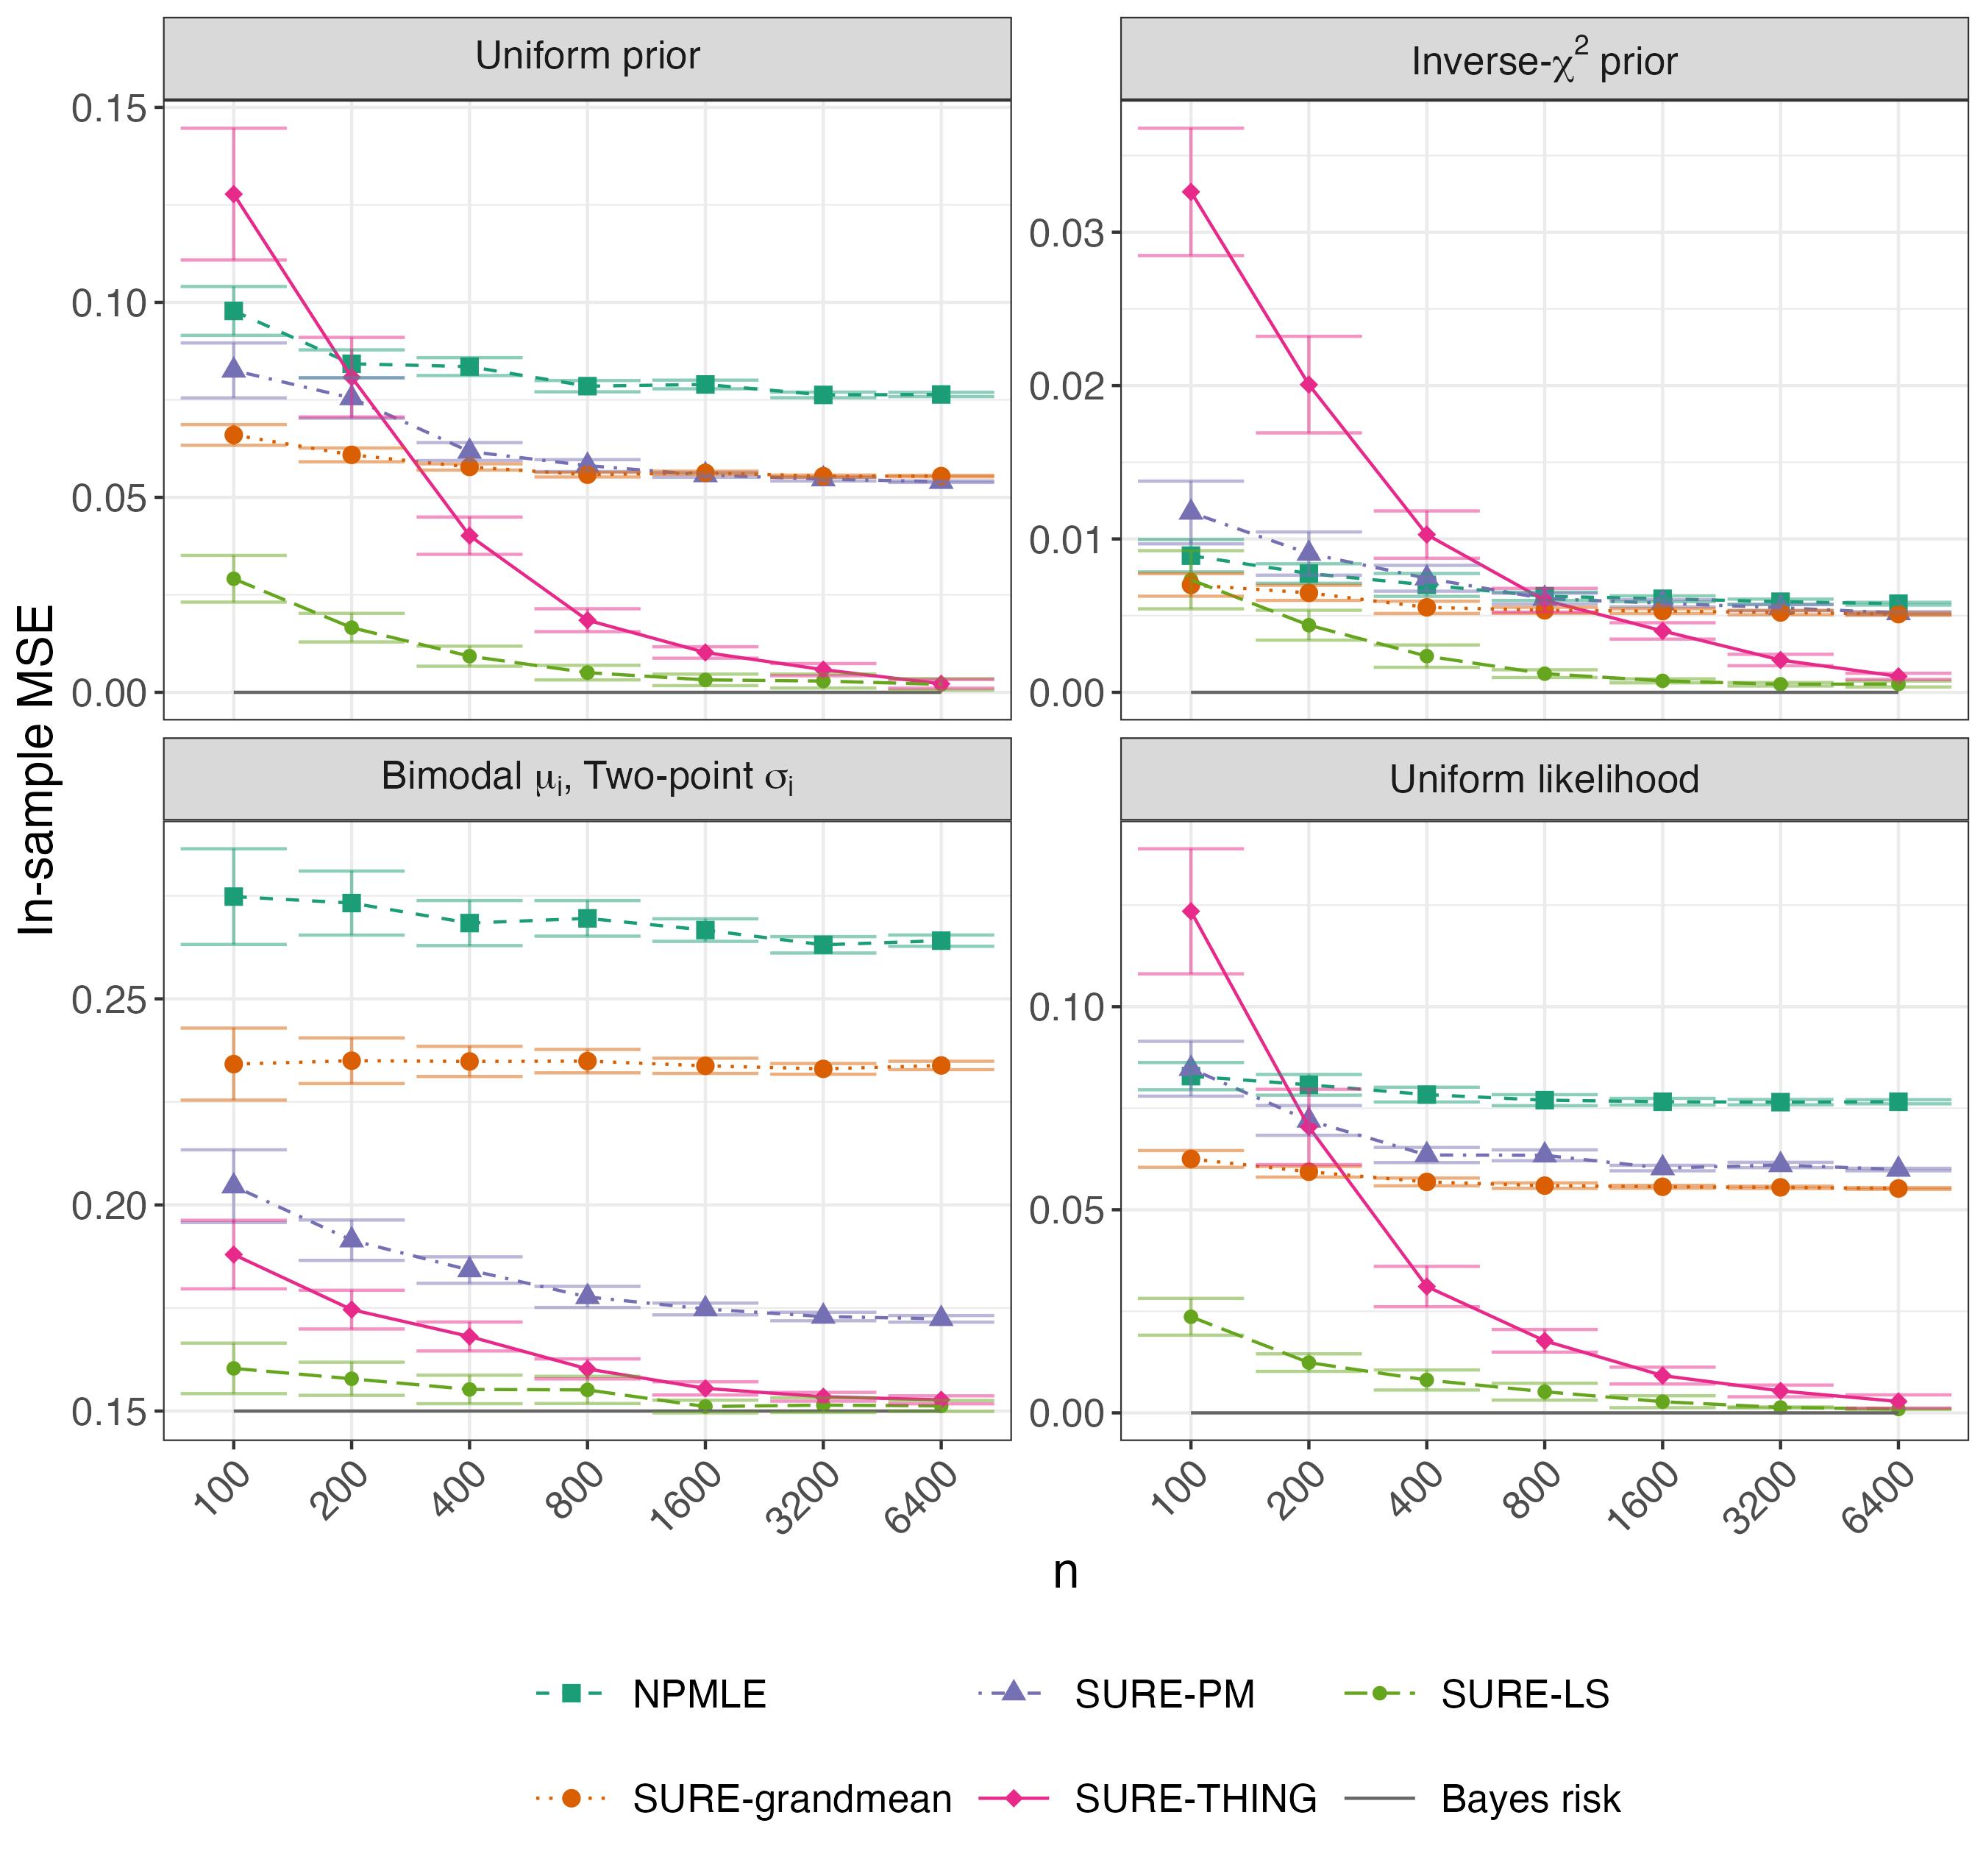 Uniform prior
Inverse-χ² prior
0.15
0.10
0.05
0.00
0.03
0.02
0.01
0.00
In-sample MSE
Bimodal μᵢ, Two-point σᵢ
Uniform likelihood
0.25
0.20
0.15
0.10
0.05
0.00
100 200 400 800 1600 3200 6400
100 200 400 800 1600 3200 6400
n
NPMLE SURE-PM SURE-LS
SURE-grandmean SURE-THING Bayes risk